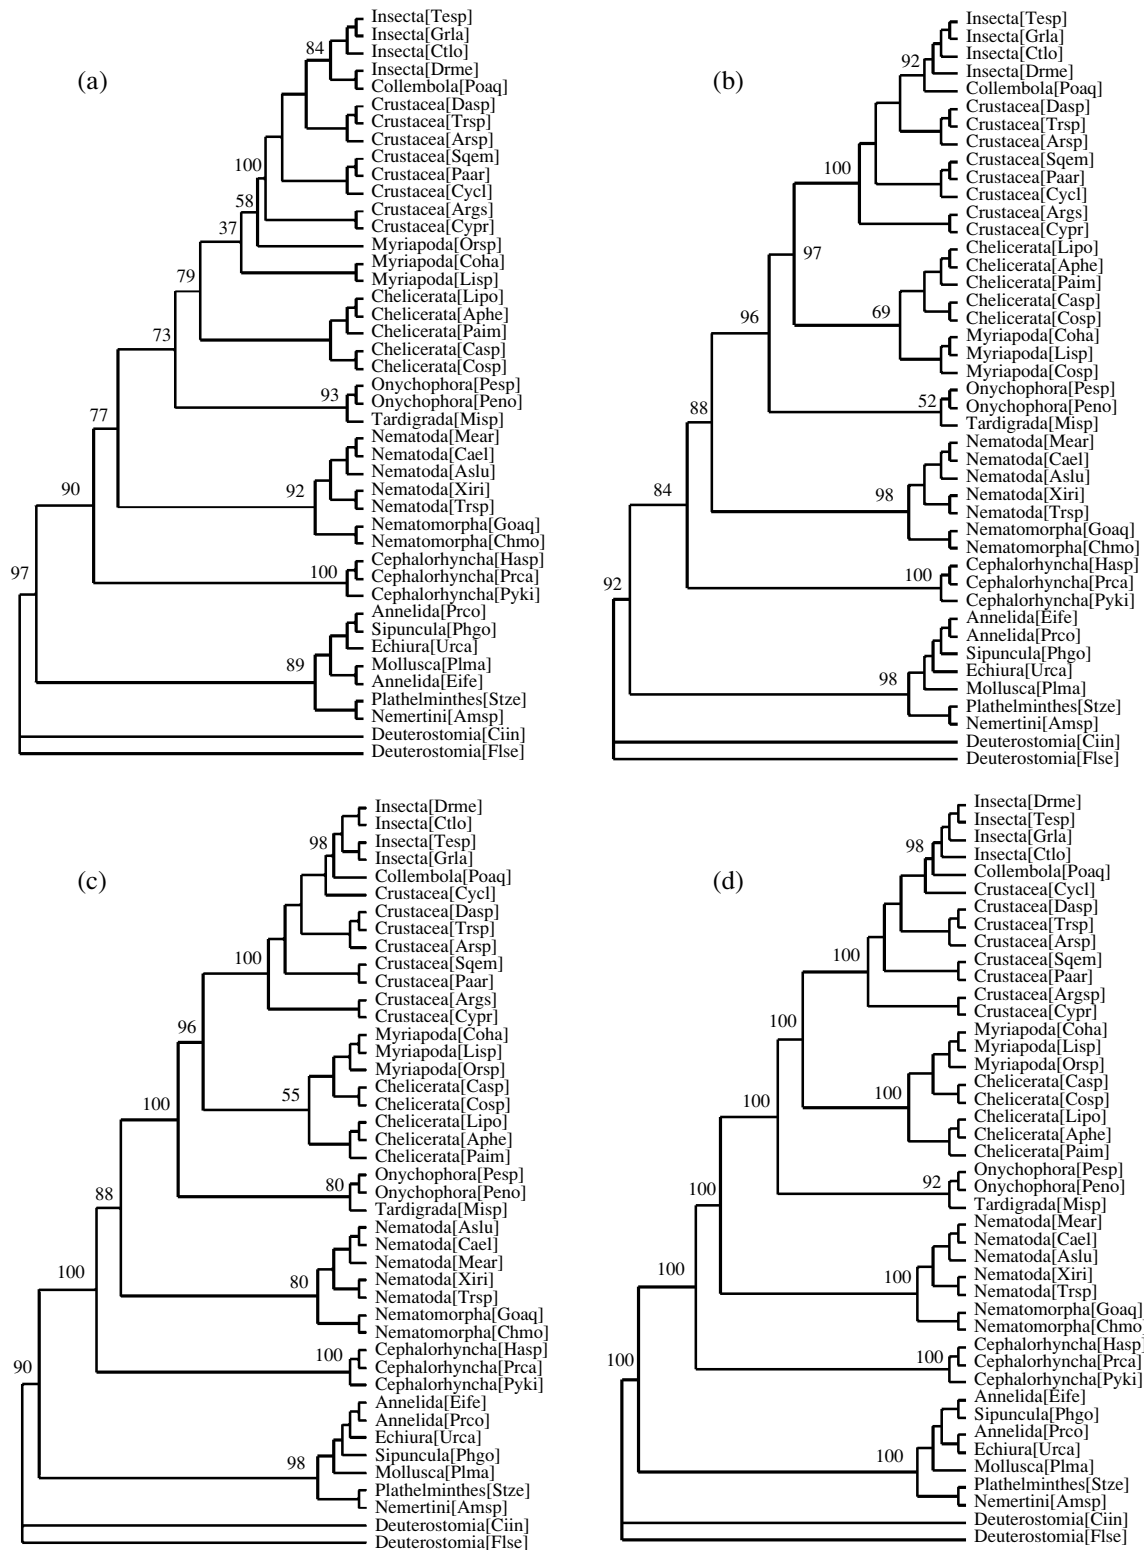 (a)
Insecta[Tesp]
Insecta[Grla]
Insecta[Ctlo]
Insecta[Drme]
Collembola[Poaq]
Crustacea[Dasp]
Crustacea[Trsp]
Crustacea[Arsp]
Crustacea[Sqem]
Crustacea[Paar]
Crustacea[Cycl]
Crustacea[Args]
Crustacea[Cypr]
Myriapoda[Orsp]
Myriapoda[Coha]
Myriapoda[Lisp]
Chelicerata[Lipo]
Chelicerata[Aphe]
Chelicerata[Paim]
Chelicerata[Casp]
Chelicerata[Cosp]
Onychophora[Pesp]
Onychophora[Peno]
Tardigrada[Misp]
Nematoda[Mear]
Nematoda[Cael]
Nematoda[Aslu]
Nematoda[Xiri]
Nematoda[Trsp]
Nematomorpha[Goaq]
Nematomorpha[Chmo]
Cephalorhyncha[Hasp]
Cephalorhyncha[Prca]
Cephalorhyncha[Pyki]
Annelida[Prco]
Sipuncula[Phgo]
Echiura[Urca]
Mollusca[Plma]
Annelida[Eife]
Plathelminthes[Stze]
Nemertini[Amsp]
Deuterostomia[Ciin]
Deuterostomia[Flse]
84
100
58
37
79
73
93
77
92
90
100
97
89
(b)
Insecta[Tesp]
Insecta[Grla]
Insecta[Ctlo]
Insecta[Drme]
Collembola[Poaq]
Crustacea[Dasp]
Crustacea[Trsp]
Crustacea[Arsp]
Crustacea[Sqem]
Crustacea[Paar]
Crustacea[Cycl]
Crustacea[Args]
Crustacea[Cypr]
Chelicerata[Lipo]
Chelicerata[Aphe]
Chelicerata[Paim]
Chelicerata[Casp]
Chelicerata[Cosp]
Myriapoda[Coha]
Myriapoda[Lisp]
Myriapoda[Cosp]
Onychophora[Pesp]
Onychophora[Peno]
Tardigrada[Misp]
Nematoda[Mear]
Nematoda[Cael]
Nematoda[Aslu]
Nematoda[Xiri]
Nematoda[Trsp]
Nematomorpha[Goaq]
Nematomorpha[Chmo]
Cephalorhyncha[Hasp]
Cephalorhyncha[Prca]
Cephalorhyncha[Pyki]
Annelida[Eife]
Annelida[Prco]
Sipuncula[Phgo]
Echiura[Urca]
Mollusca[Plma]
Plathelminthes[Stze]
Nemertini[Amsp]
Deuterostomia[Ciin]
Deuterostomia[Flse]
92
100
97
69
96
52
88
98
84
100
92
98
(c)
Insecta[Drme]
Insecta[Ctlo]
Insecta[Tesp]
Insecta[Grla]
Collembola[Poaq]
Crustacea[Cycl]
Crustacea[Dasp]
Crustacea[Trsp]
Crustacea[Arsp]
Crustacea[Sqem]
Crustacea[Paar]
Crustacea[Args]
Crustacea[Cypr]
Myriapoda[Coha]
Myriapoda[Lisp]
Myriapoda[Orsp]
Chelicerata[Casp]
Chelicerata[Cosp]
Chelicerata[Lipo]
Chelicerata[Aphe]
Chelicerata[Paim]
Onychophora[Pesp]
Onychophora[Peno]
Tardigrada[Misp]
Nematoda[Aslu]
Nematoda[Cael]
Nematoda[Mear]
Nematoda[Xiri]
Nematoda[Trsp]
Nematomorpha[Goaq]
Nematomorpha[Chmo]
Cephalorhyncha[Hasp]
Cephalorhyncha[Prca]
Cephalorhyncha[Pyki]
Annelida[Eife]
Annelida[Prco]
Echiura[Urca]
Sipuncula[Phgo]
Mollusca[Plma]
Plathelminthes[Stze]
Nemertini[Amsp]
Deuterostomia[Ciin]
Deuterostomia[Flse]
98
100
96
55
100
80
88
80
100
100
90
98
(d)
Insecta[Drme]
Insecta[Tesp]
Insecta[Grla]
Insecta[Ctlo]
Collembola[Poaq]
Crustacea[Cycl]
Crustacea[Dasp]
Crustacea[Trsp]
Crustacea[Arsp]
Crustacea[Sqem]
Crustacea[Paar]
Crustacea[Argsp]
Crustacea[Cypr]
Myriapoda[Coha]
Myriapoda[Lisp]
Myriapoda[Orsp]
Chelicerata[Casp]
Chelicerata[Cosp]
Chelicerata[Lipo]
Chelicerata[Aphe]
Chelicerata[Paim]
Onychophora[Pesp]
Onychophora[Peno]
Tardigrada[Misp]
Nematoda[Mear]
Nematoda[Cael]
Nematoda[Aslu]
Nematoda[Xiri]
Nematoda[Trsp]
Nematomorpha[Goaq]
Nematomorpha[Chmo]
Cephalorhyncha[Hasp]
Cephalorhyncha[Prca]
Cephalorhyncha[Pyki]
Annelida[Eife]
Sipuncula[Phgo]
Annelida[Prco]
Echiura[Urca]
Mollusca[Plma]
Plathelminthes[Stze]
Nemertini[Amsp]
Deuterostomia[Ciin]
Deuterostomia[Flse]
98
100
100
100
100
92
100
100
100
100
100
100